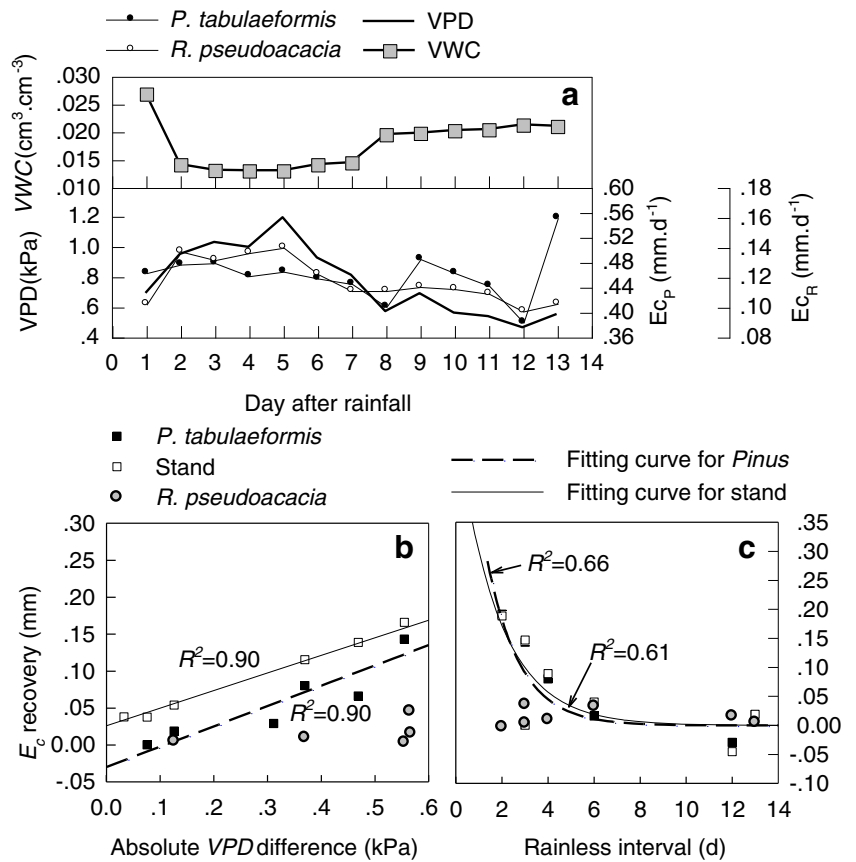 P. tabulaeformis VPD
R. pseudoacacia VWC
a
VWC(cm³.cm⁻³)
.030
.020
.015
.010
VPD(kPa)
1.2
1.0
.8
.6
.4
.60
.56
.52
.48
.44
.40
.36
Ec_P (mm.d⁻¹)
.18
.16
.14
.12
.10
.08
Ec_R (mm.d⁻¹)
0 1 2 3 4 5 6 7 8 9 10 11 12 13 14
Day after rainfall
P. tabulaeformis
Stand
R. pseudoacacia
Fitting curve for Pinus
Fitting curve for stand
b
E_c recovery (mm)
.30
.20
.15
.10
.05
0.00
-.05
R²=0.90
R²=0.90
0.0 .1 .2 .3 .4 .5 .6
Absolute VPD difference (kPa)
c
R²=0.66
R²=0.61
.35
.30
.20
.15
.10
.05
0.00
-.05
-.10
0 2 4 6 8 10 12 14
Rainless interval (d)